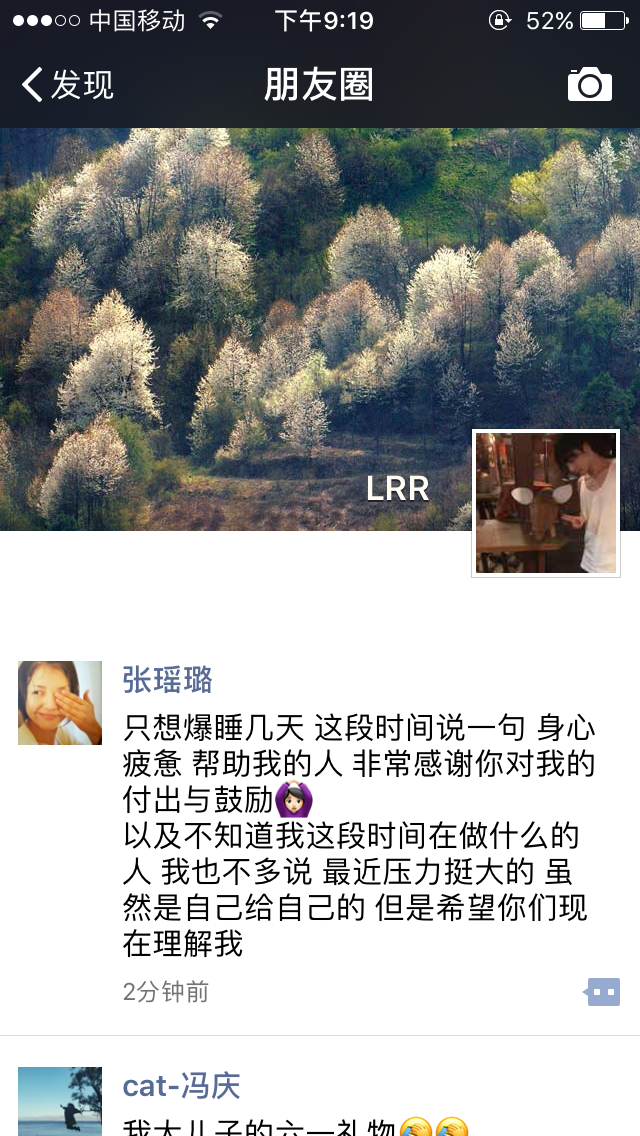 中国移动 下午9:19 52%
发现 朋友圈
LRR
张瑶璐
只想爆睡几天 这段时间说一句 身心
疲惫 帮助我的人 非常感谢你对我的
付出与鼓励🙆🏻
以及不知道我这段时间在做什么的
人 我也不多说 最近压力挺大的 虽
然是自己给自己的 但是希望你们现
在理解我
2分钟前
cat-冯庆
我大儿子的六一礼物🤣🤣